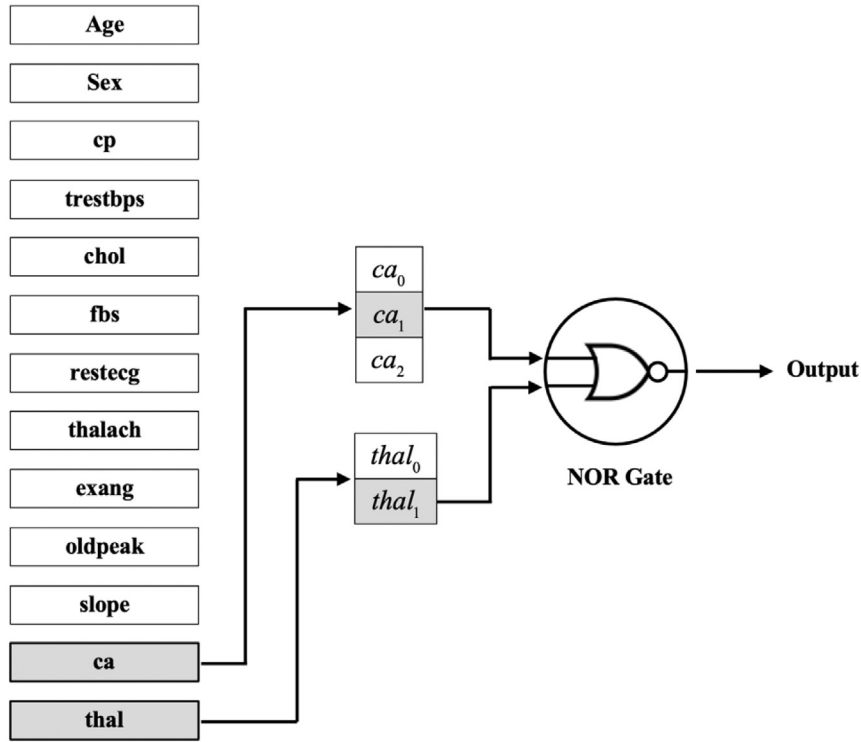 Age
Sex
cp
trestbps
chol
fbs
restecg
thalach
exang
oldpeak
slope
ca
thal
ca₀
ca₁
ca₂
thal₀
thal₁
NOR Gate
Output